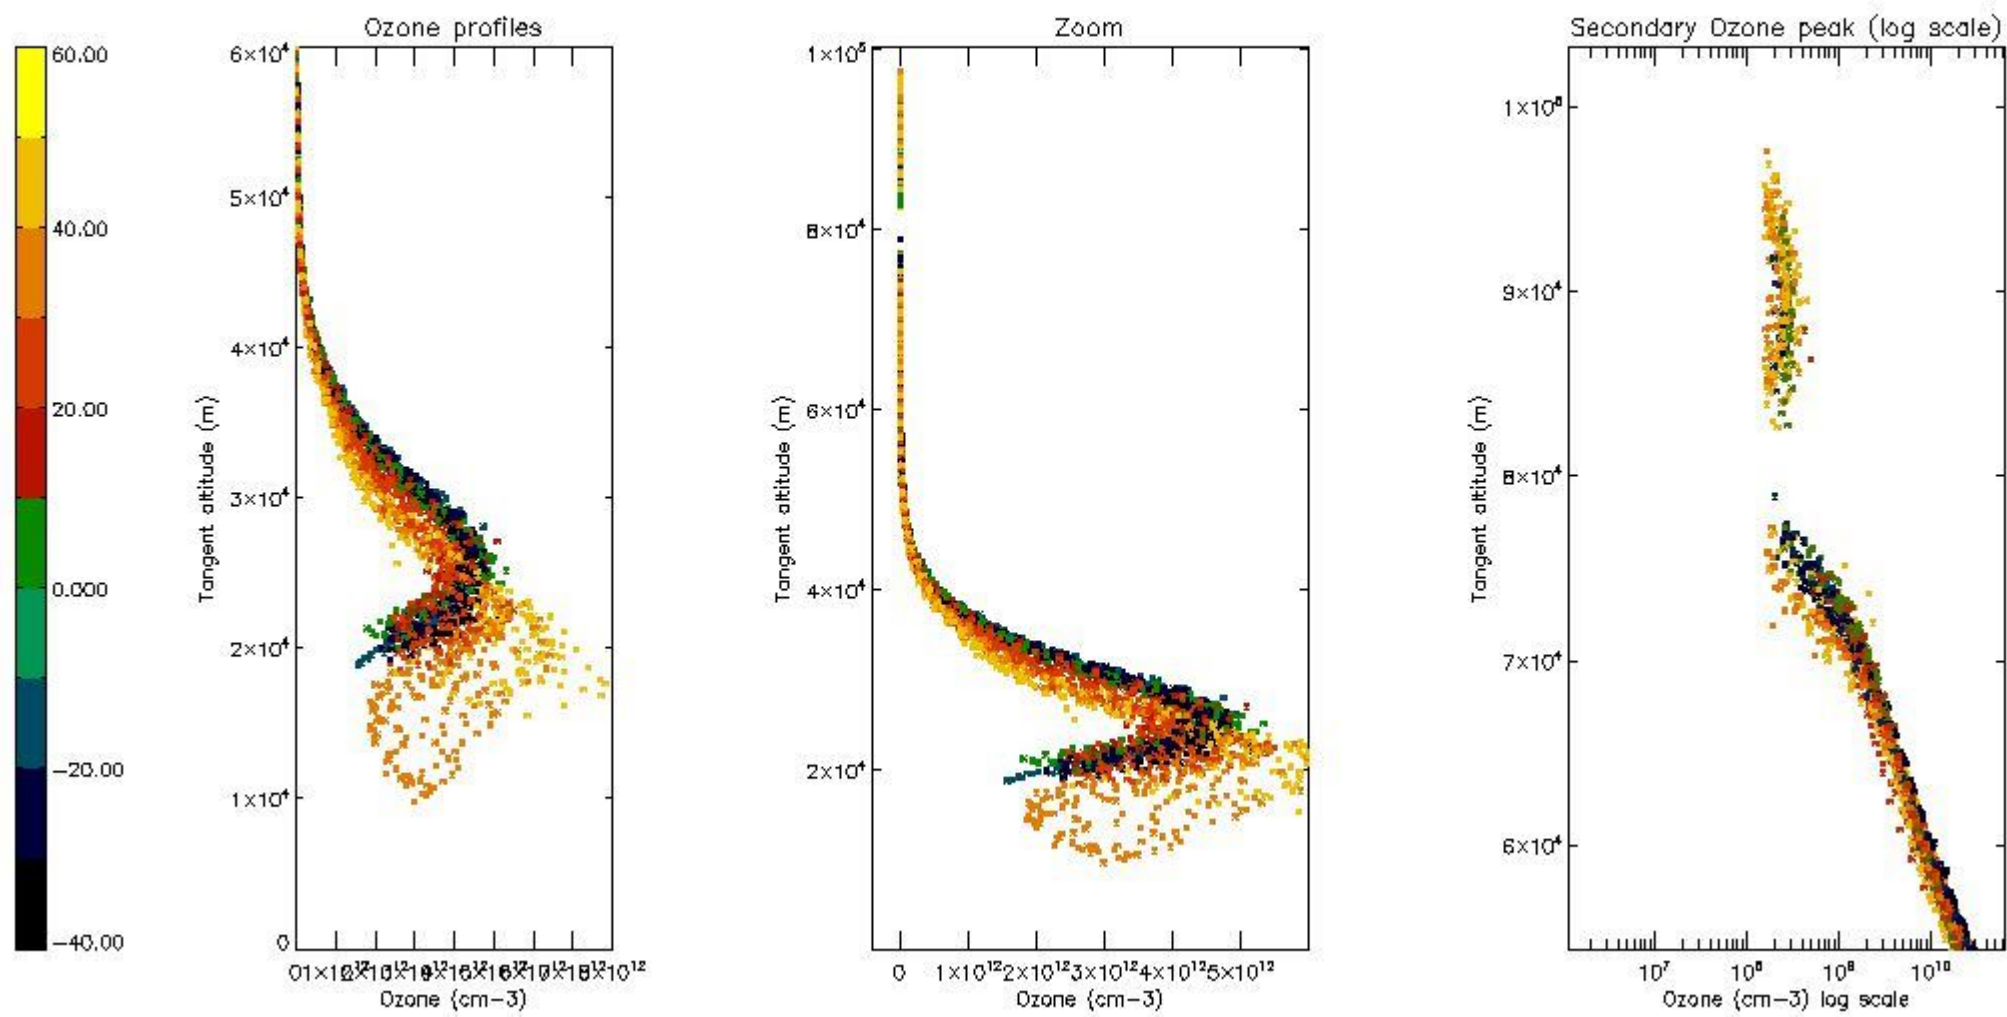 Ozone profiles
Zoom
Secondary Ozone peak (log scale)
60.00
40.00
20.00
0.000
−20.00
−40.00
6×10⁴
5×10⁴
4×10⁴
3×10⁴
2×10⁴
1×10⁴
0
Tangent altitude (m)
Ozone (cm−3)
1×10⁵
8×10⁴
6×10⁴
4×10⁴
2×10⁴
Tangent altitude (m)
0 1×10¹² 2×10¹² 3×10¹² 4×10¹² 5×10¹²
Ozone (cm−3)
1×10⁵
9×10⁴
8×10⁴
7×10⁴
6×10⁴
Tangent altitude (m)
10⁷ 10⁸ 10⁹ 10¹⁰
Ozone (cm−3) log scale